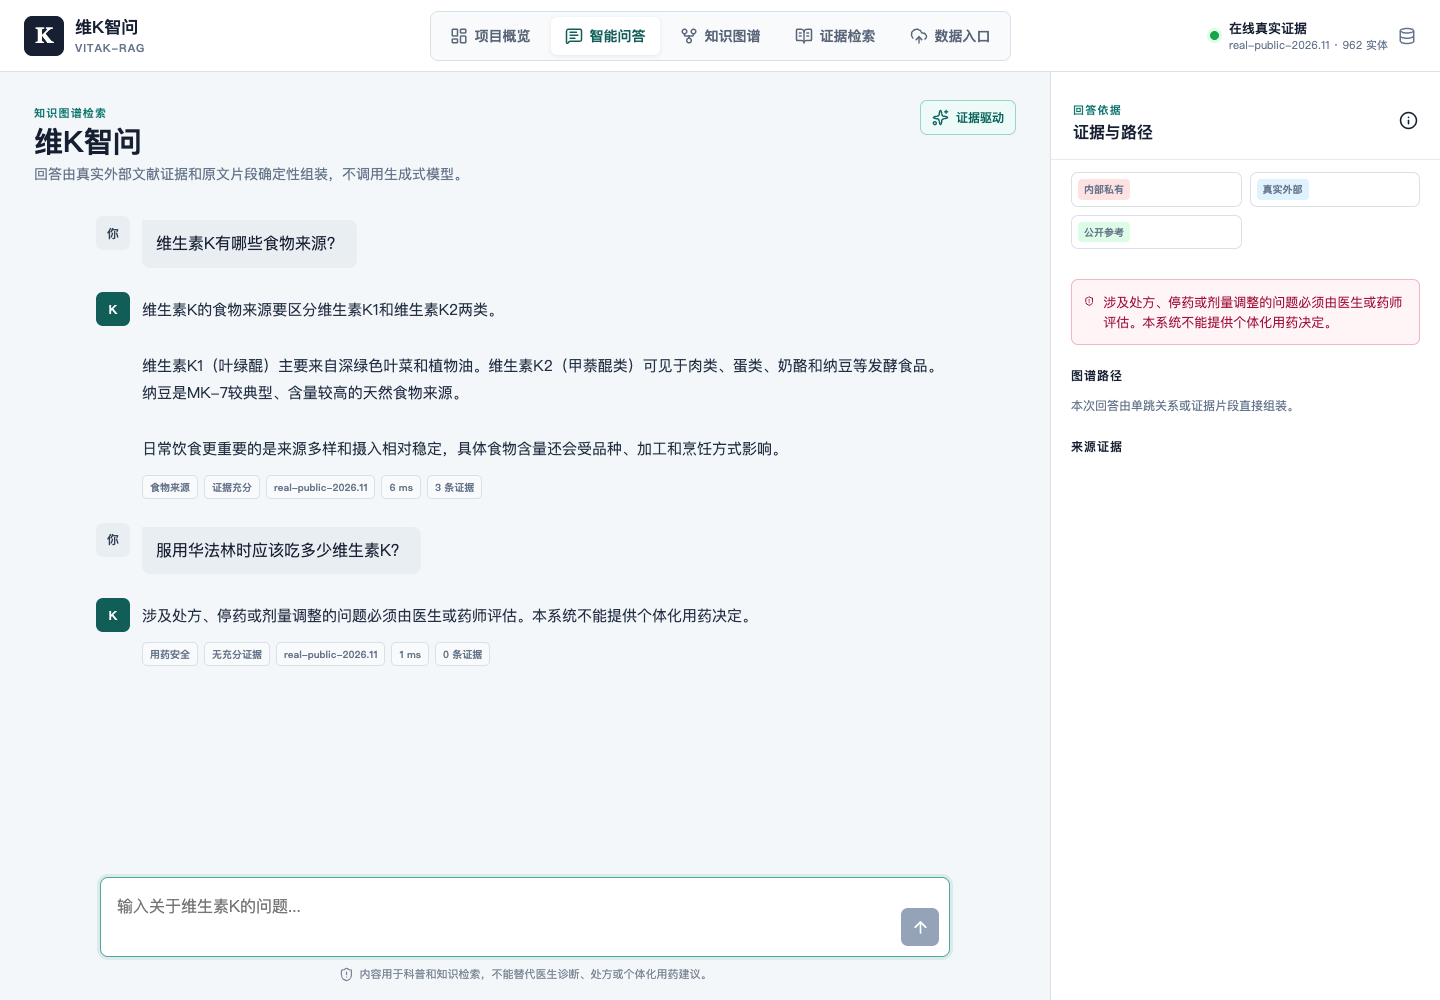 K
维K智问
VITAK-RAG
项目概览
智能问答
知识图谱
证据检索
数据入口
在线真实证据
real-public-2026.11 · 962 实体
知识图谱检索
维K智问
回答由真实外部文献证据和原文片段确定性组装，不调用生成式模型。
证据驱动
你
维生素K有哪些食物来源？
K
维生素K的食物来源要区分维生素K1和维生素K2两类。
维生素K1（叶绿醌）主要来自深绿色叶菜和植物油。维生素K2（甲萘醌类）可见于肉类、蛋类、奶酪和纳豆等发酵食品。
纳豆是MK-7较典型、含量较高的天然食物来源。
日常饮食更重要的是来源多样和摄入相对稳定，具体食物含量还会受品种、加工和烹饪方式影响。
食物来源
证据充分
real-public-2026.11
6 ms
3 条证据
你
服用华法林时应该吃多少维生素K？
K
涉及处方、停药或剂量调整的问题必须由医生或药师评估。本系统不能提供个体化用药决定。
用药安全
无充分证据
real-public-2026.11
1 ms
0 条证据
输入关于维生素K的问题...
内容用于科普和知识检索，不能替代医生诊断、处方或个体化用药建议。
回答依据
证据与路径
内部私有
真实外部
公开参考
涉及处方、停药或剂量调整的问题必须由医生或药师
评估。本系统不能提供个体化用药决定。
图谱路径
本次回答由单跳关系或证据片段直接组装。
来源证据